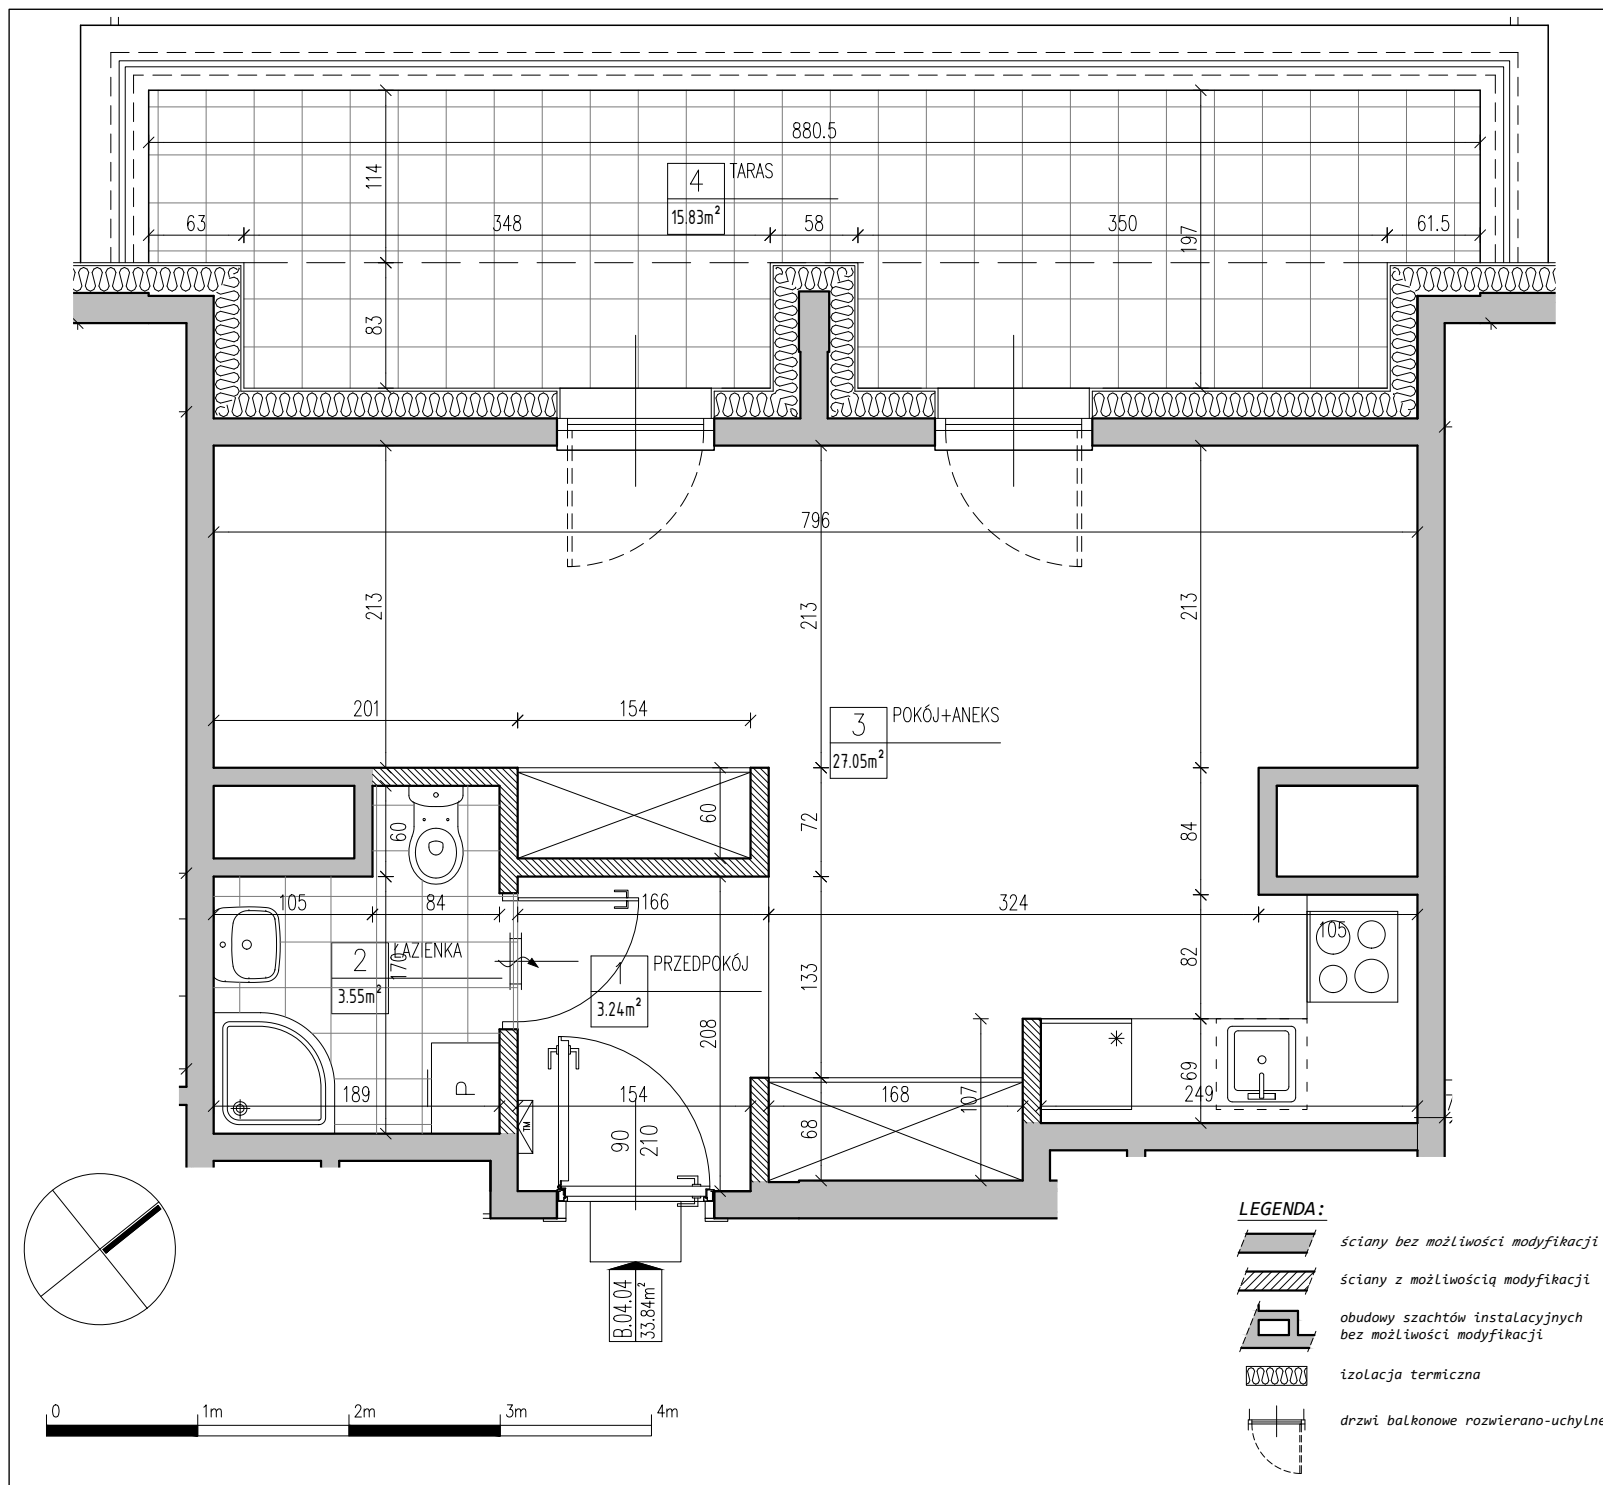 880.5
114
4 TARAS
15.83m²
63 348 58 350 61.5
197
83
796
213 213 213
201 154
3 POKÓJ+ANEKS
27.05m²
60 60 72 84
105 84 166 324 105
2 ŁAZIENKA
3.55m²
170
1 PRZEDPOKÓJ
3.24m²
208
133
82
189 154 168 107 69 249
P
TM
90
210
68
B.04.04
33.84m²
0 1m 2m 3m 4m
LEGENDA:
ściany bez możliwości modyfikacji
ściany z możliwością modyfikacji
obudowy szachtów instalacyjnych
bez możliwości modyfikacji
izolacja termiczna
drzwi balkonowe rozwierano-uchylne